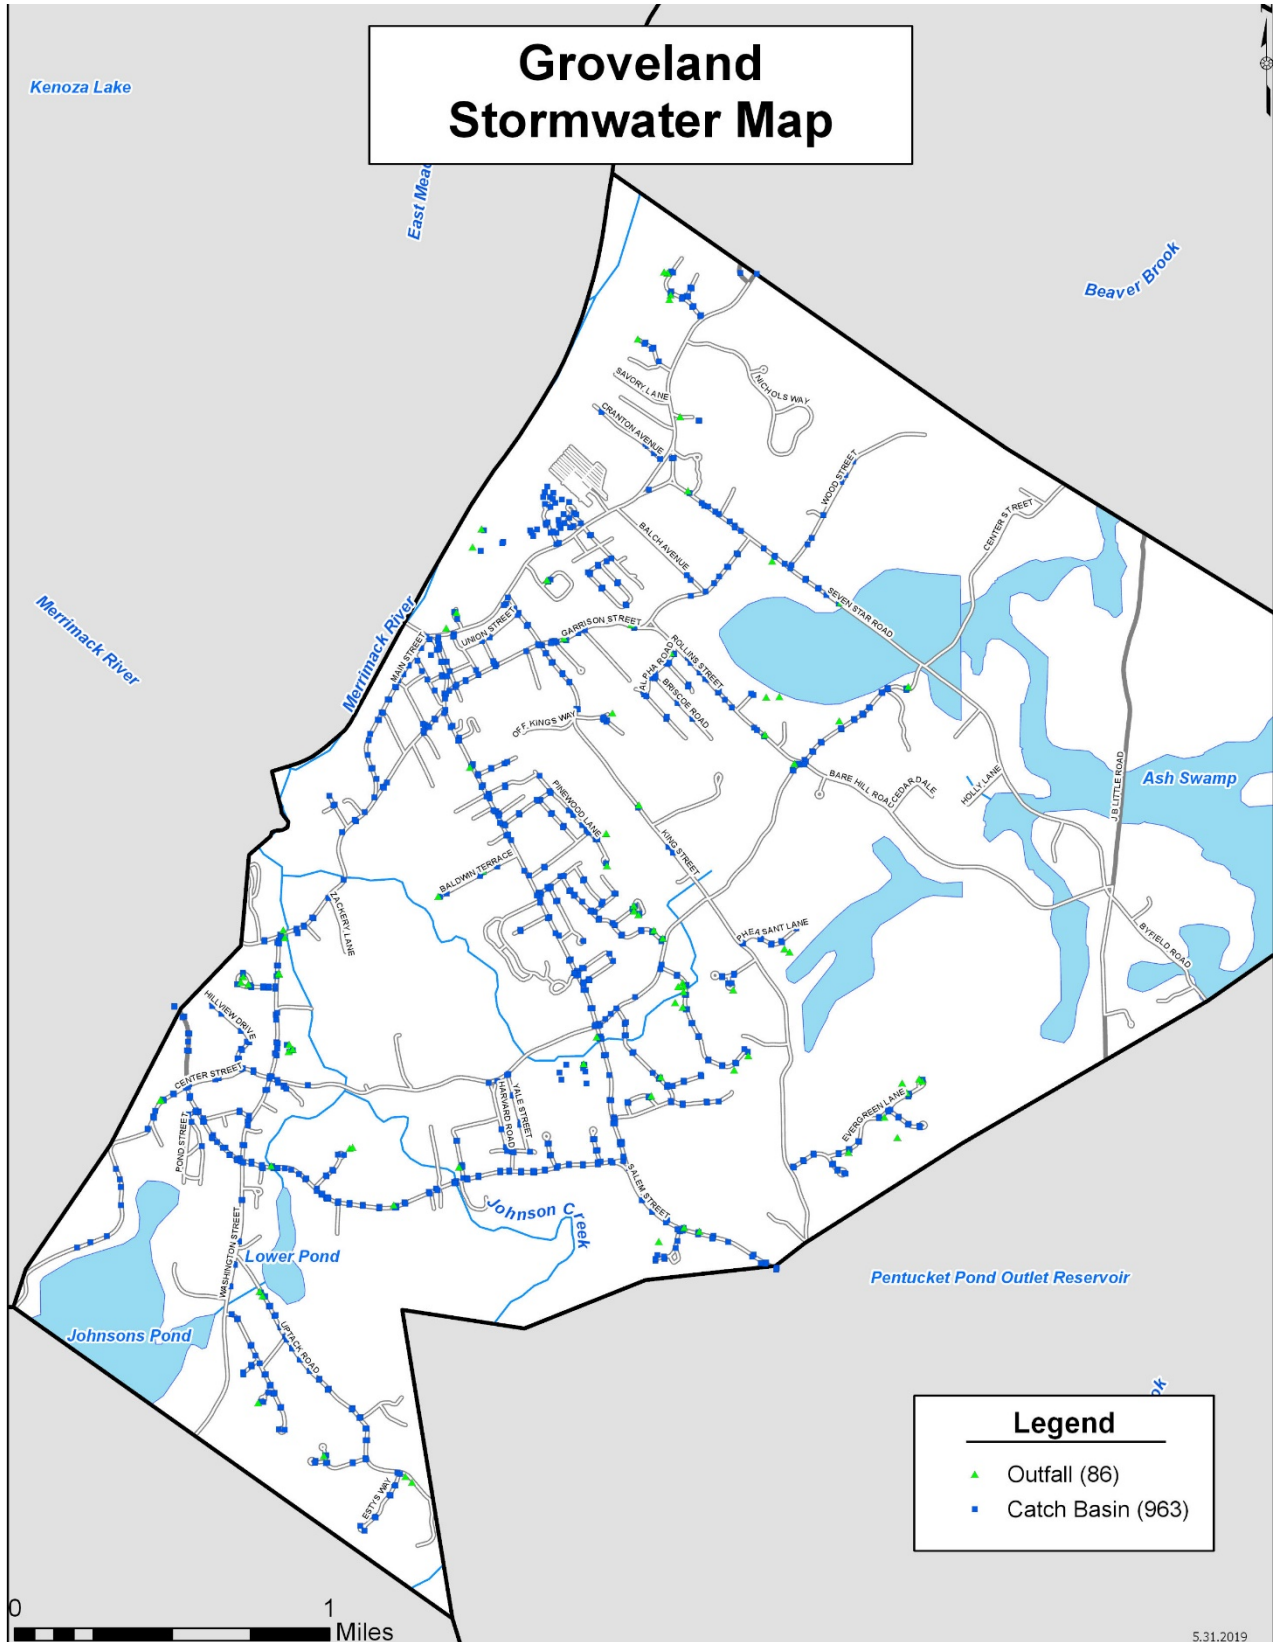 Groveland
Stormwater Map
Kenoza Lake
East Mead
Beaver Brook
SAVORY LANE
NICHOLS WAY
CRANTON AVENUE
WOOD STREET
CENTER STREET
BALCH AVENUE
SEVEN STAR ROAD
Merrimack River
Merrimack River
UNION STREET
GARRISON STREET
MAIN STREET
ROLLINS STREET
ALPHA ROAD
BRISCOE ROAD
OFF KINGS WAY
BARE HILL ROAD
CEDARDALE
HOLLY LANE
J B LITTLE ROAD
Ash Swamp
PINEWOOD LANE
KING STREET
BALDWIN TERRACE
ZACKERY LANE
PHEASANT LANE
BYFIELD ROAD
HILLVIEW DRIVE
CENTER STREET
YALE STREET
HARVARD ROAD
EVERGREEN LANE
POND STREET
SALEM STREET
Johnson Creek
WASHINGTON STREET
Lower Pond
Pentucket Pond Outlet Reservoir
Johnsons Pond
UPTACK ROAD
ok
ESTYS WAY
Legend
Outfall (86)
Catch Basin (963)
0 1
Miles
5.31.2019